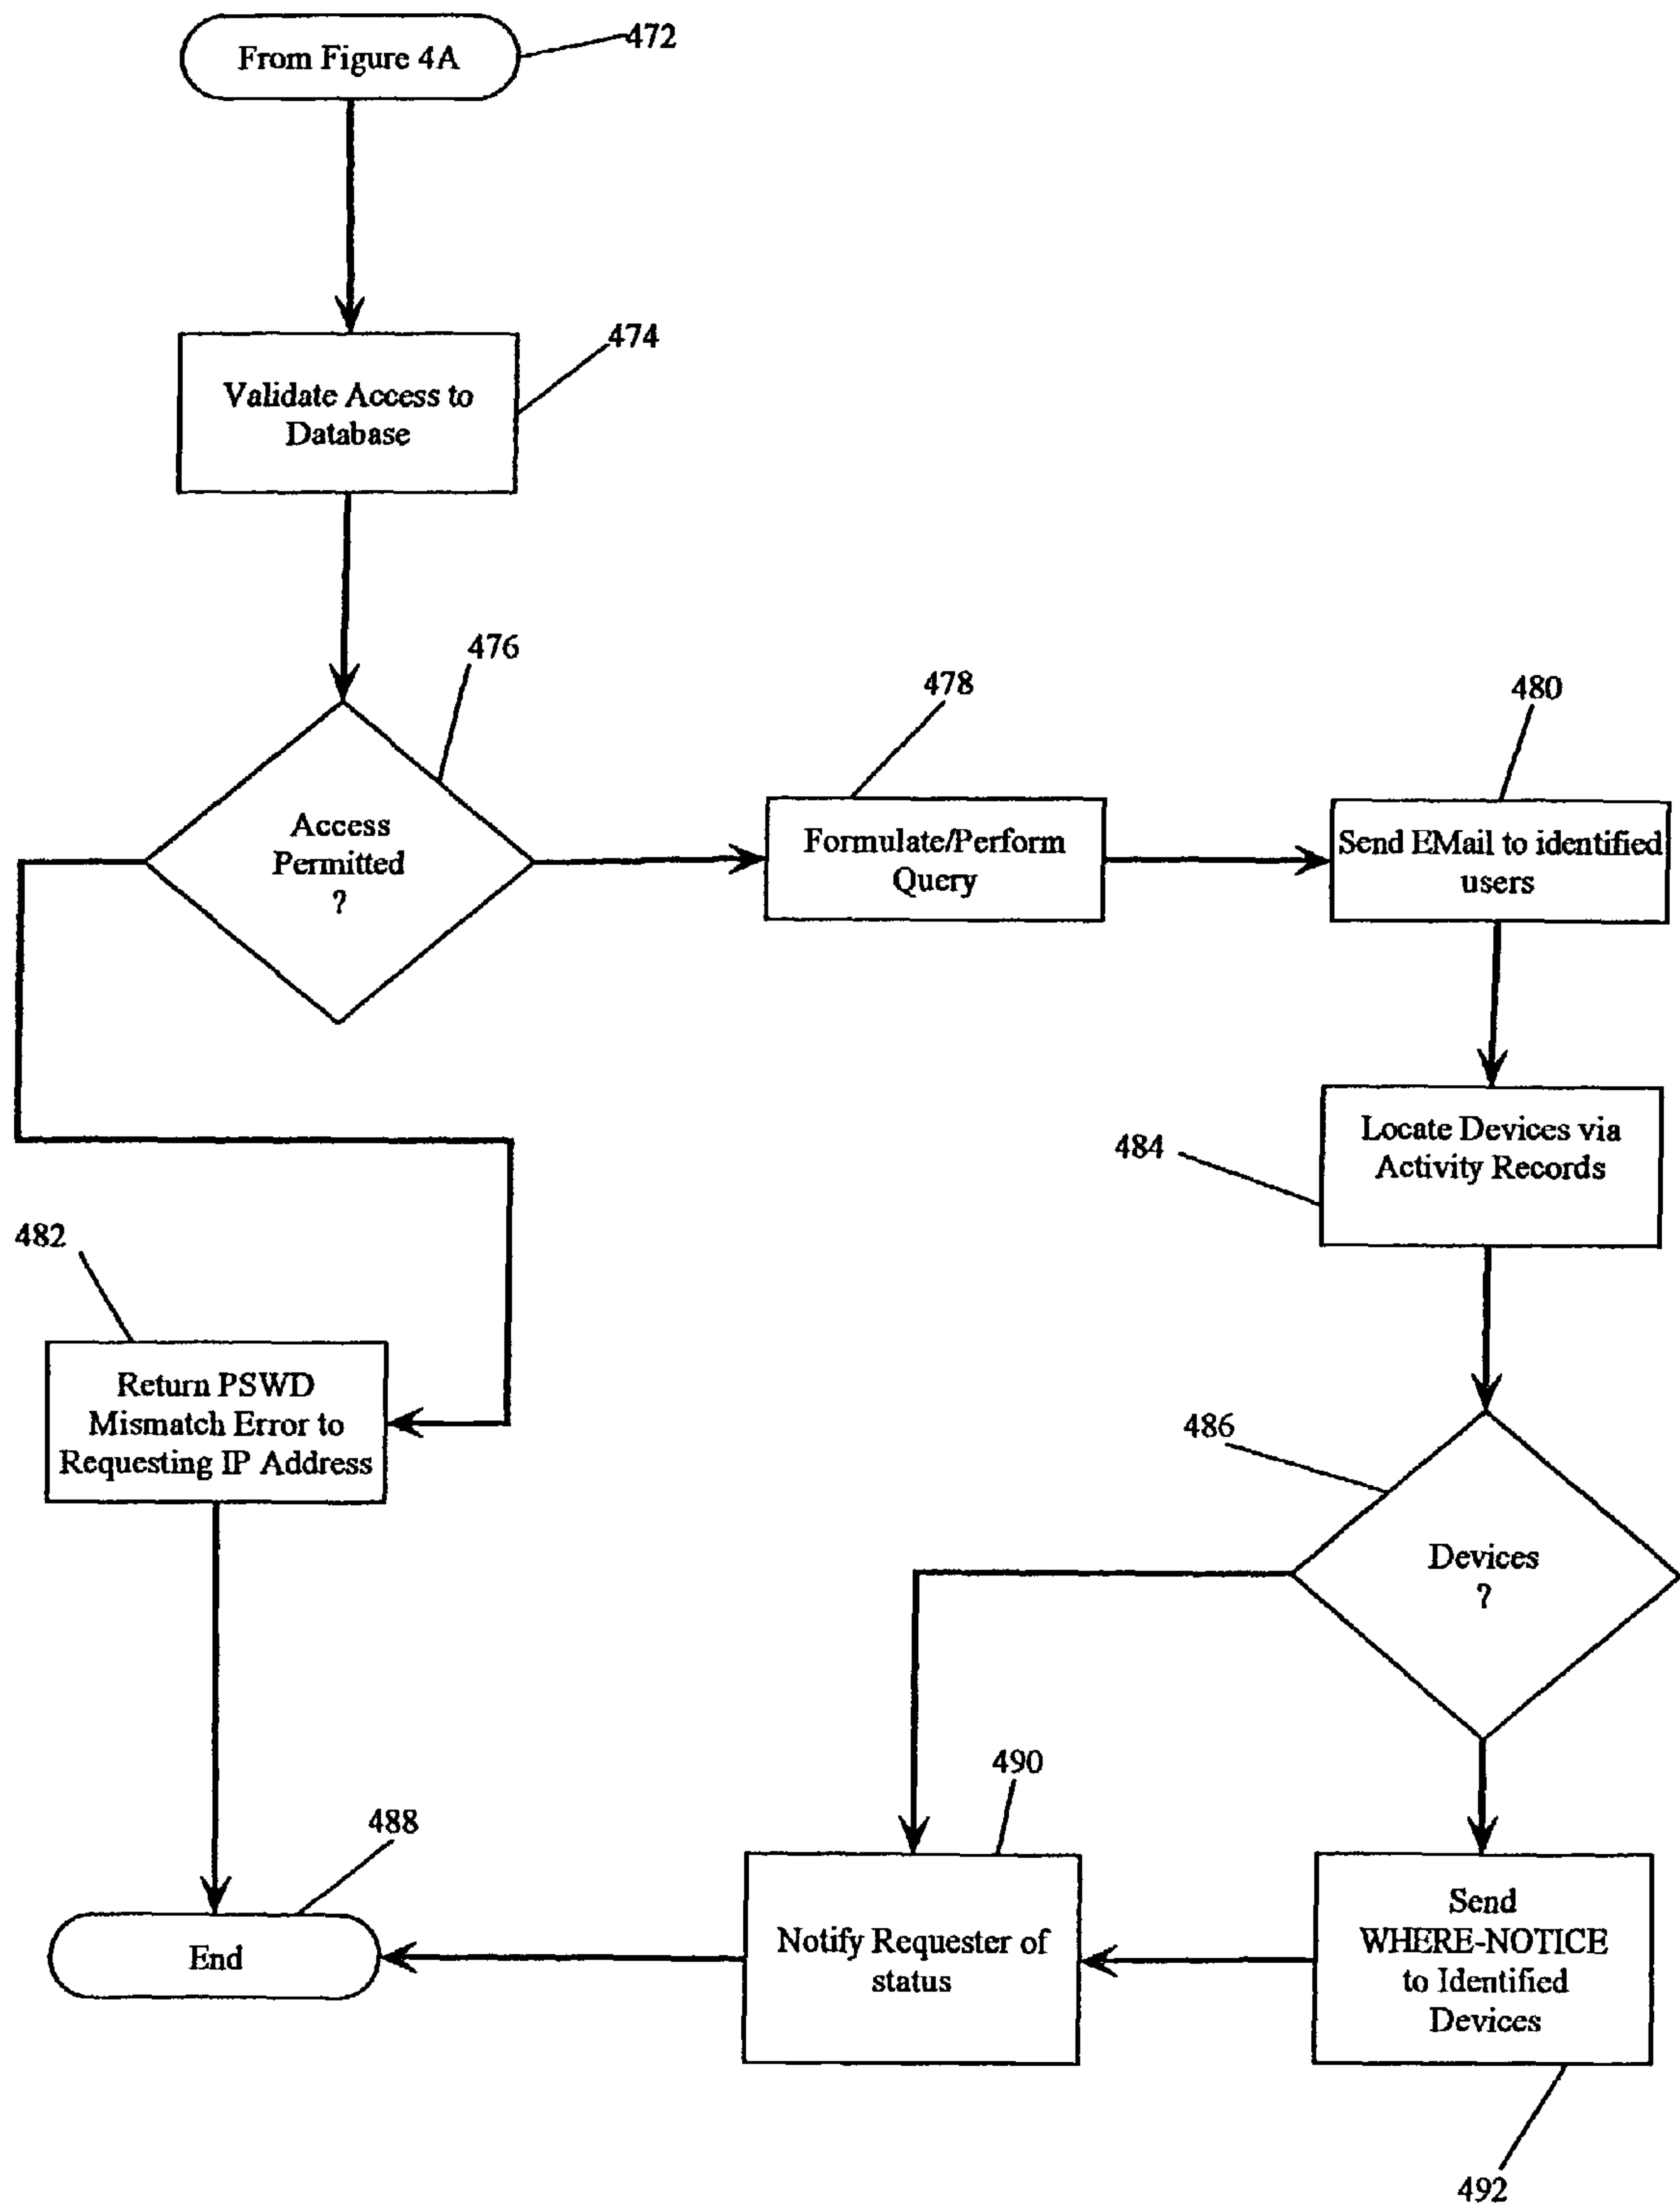 From Figure 4A
472
Validate Access to
Database
474
476
Access
Permitted
?
478
Formulate/Perform
Query
480
Send EMail to identified
users
484
Locate Devices via
Activity Records
482
Return PSWD
Mismatch Error to
Requesting IP Address
486
Devices
?
490
Notify Requester of
status
488
End
Send
WHERE-NOTICE
to Identified
Devices
492